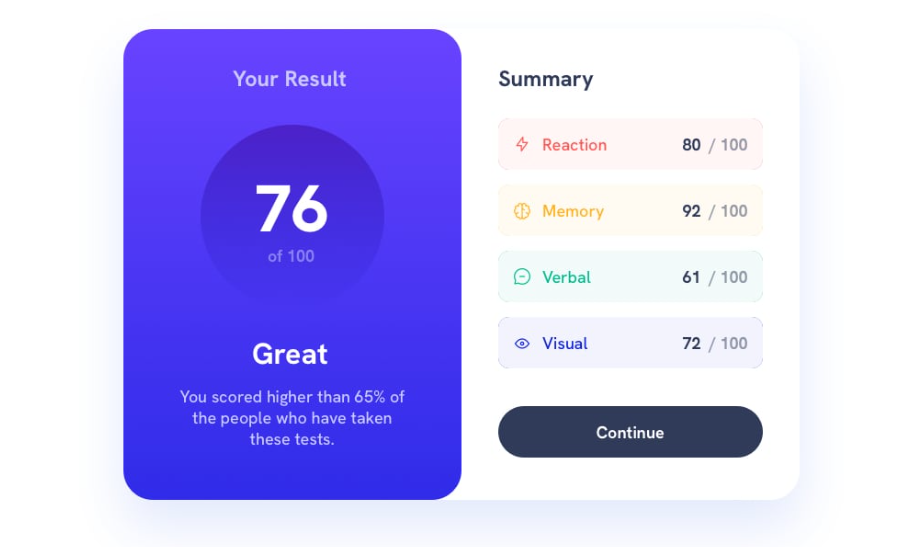 Your Result
76
of 100
Great
You scored higher than 65% of
the people who have taken
these tests.
Summary
Reaction 80 / 100
Memory 92 / 100
Verbal 61 / 100
Visual 72 / 100
Continue